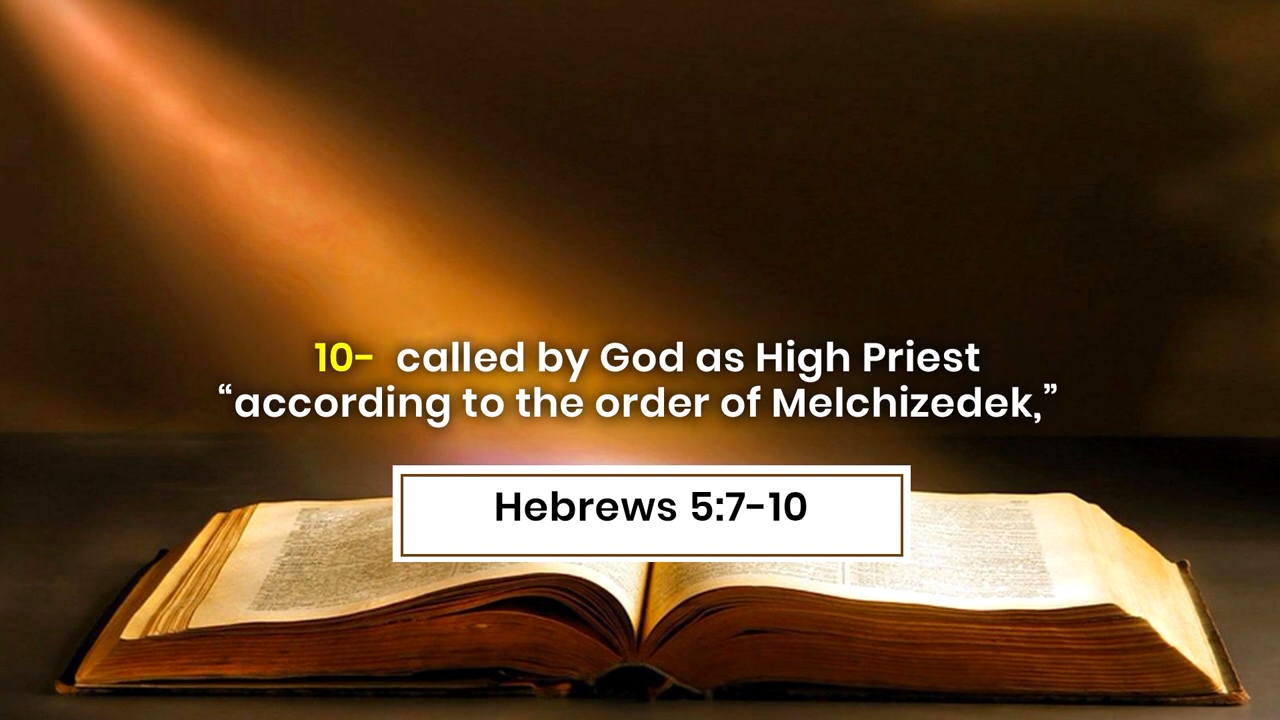 10- called by God as High Priest
“according to the order of Melchizedek,”
Hebrews 5:7-10